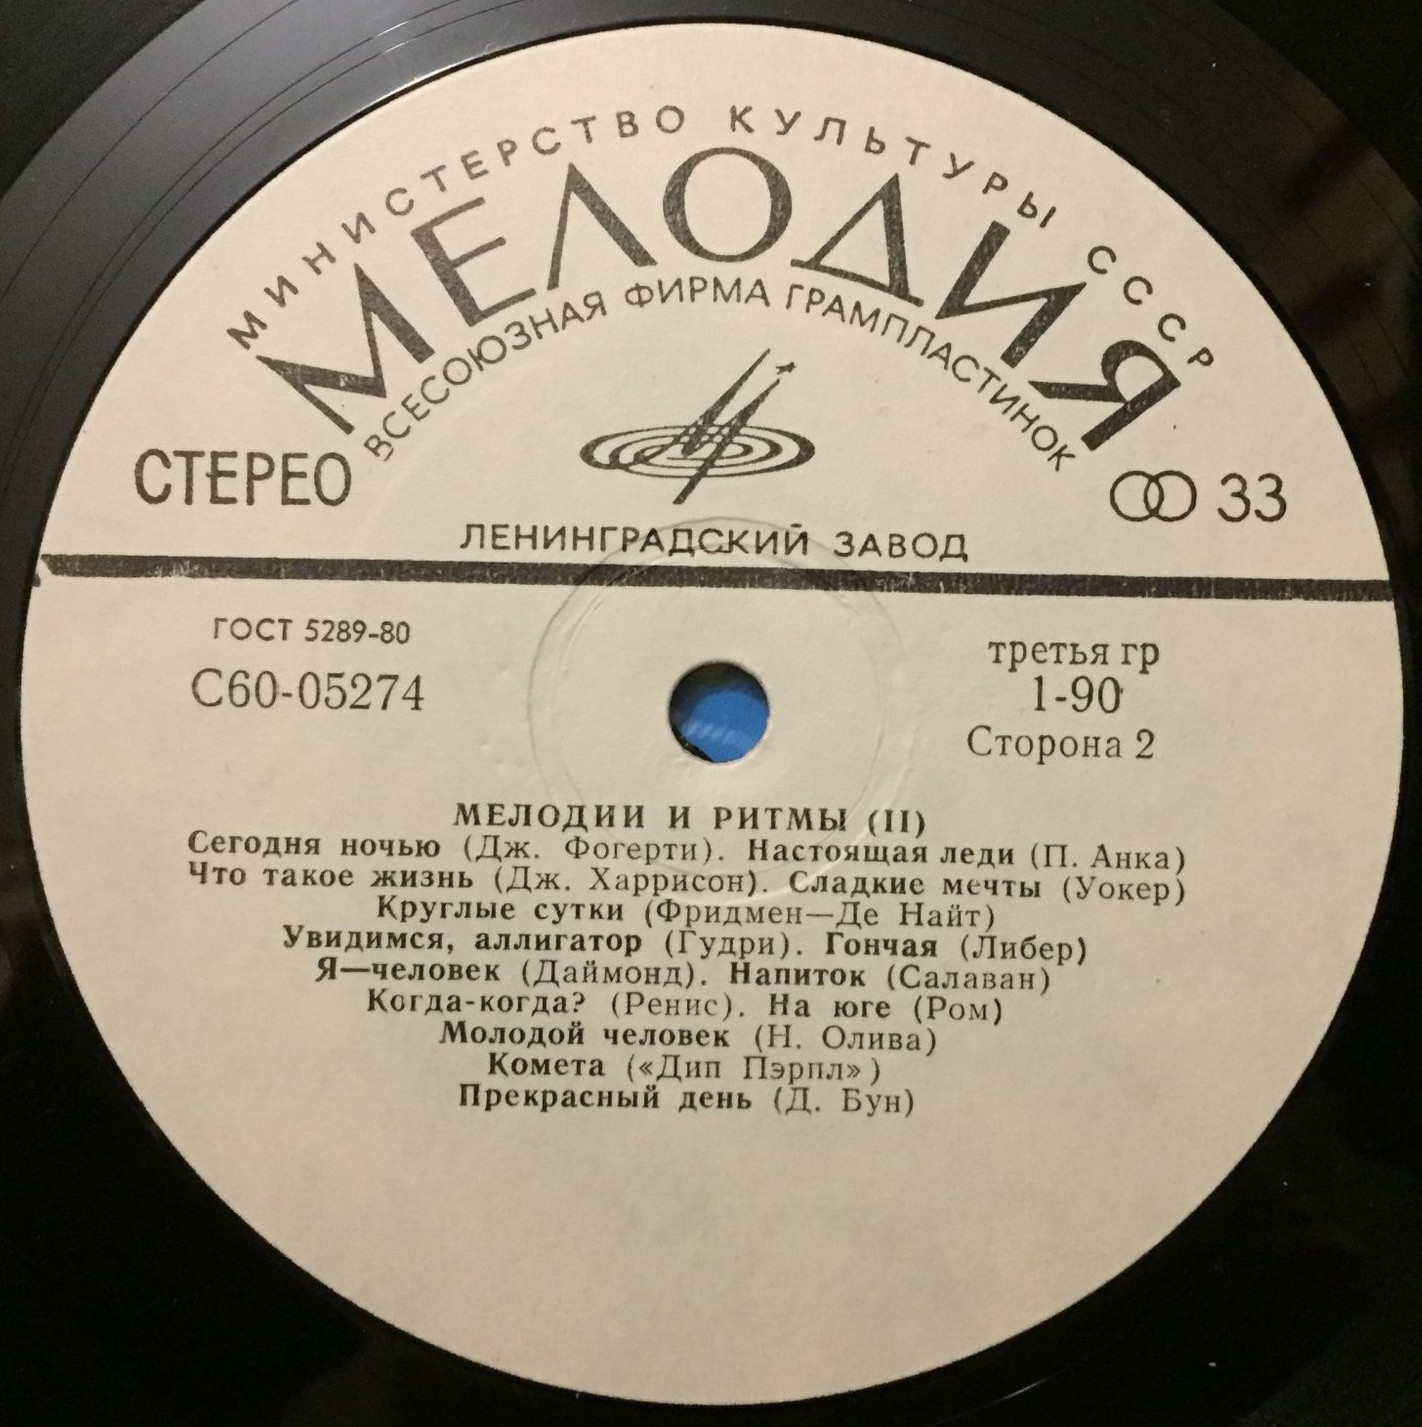 МИНИСТЕРСТВО КУЛЬТУРЫ СССР
МЕЛОДИЯ
ВСЕСОЮЗНАЯ ФИРМА ГРАМПЛАСТИНОК
СТЕРЕО
33
ЛЕНИНГРАДСКИЙ ЗАВОД
ГОСТ 5289-80
С60-05274
третья гр
1-90
Сторона 2
МЕЛОДИИ И РИТМЫ (II)
Сегодня ночью (Дж. Фогерти). Настоящая леди (П. Анка)
Что такое жизнь (Дж. Харрисон). Сладкие мечты (Уокер)
Круглые сутки (Фридмен—Де Найт)
Увидимся, аллигатор (Гудри). Гончая (Либер)
Я—человек (Даймонд). Напиток (Салаван)
Когда-когда? (Ренис). На юге (Ром)
Молодой человек (Н. Олива)
Комета («Дип Пэрпл»)
Прекрасный день (Д. Бун)